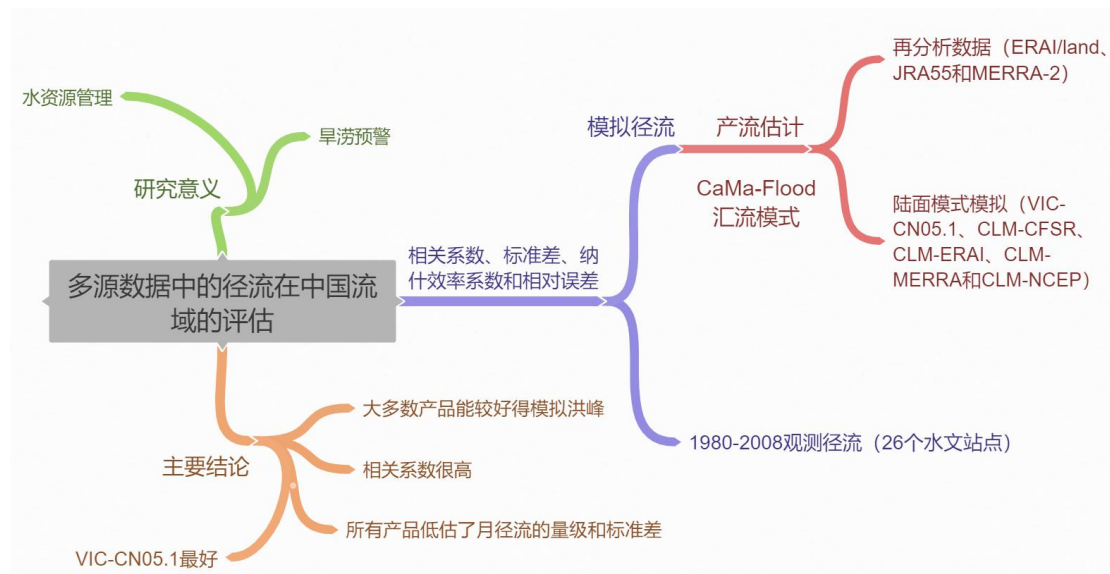 多源数据中的径流在中国流
域的评估
研究意义
水资源管理
旱涝预警
相关系数、标准差、纳
什效率系数和相对误差
模拟径流
产流估计
CaMa-Flood
汇流模式
再分析数据（ERAI/land、
JRA55和MERRA-2）
陆面模式模拟（VIC-
CN05.1、CLM-CFSR、
CLM-ERAI、CLM-
MERRA和CLM-NCEP）
1980-2008观测径流（26个水文站点）
主要结论
大多数产品能较好得模拟洪峰
相关系数很高
所有产品低估了月径流的量级和标准差
VIC-CN05.1最好